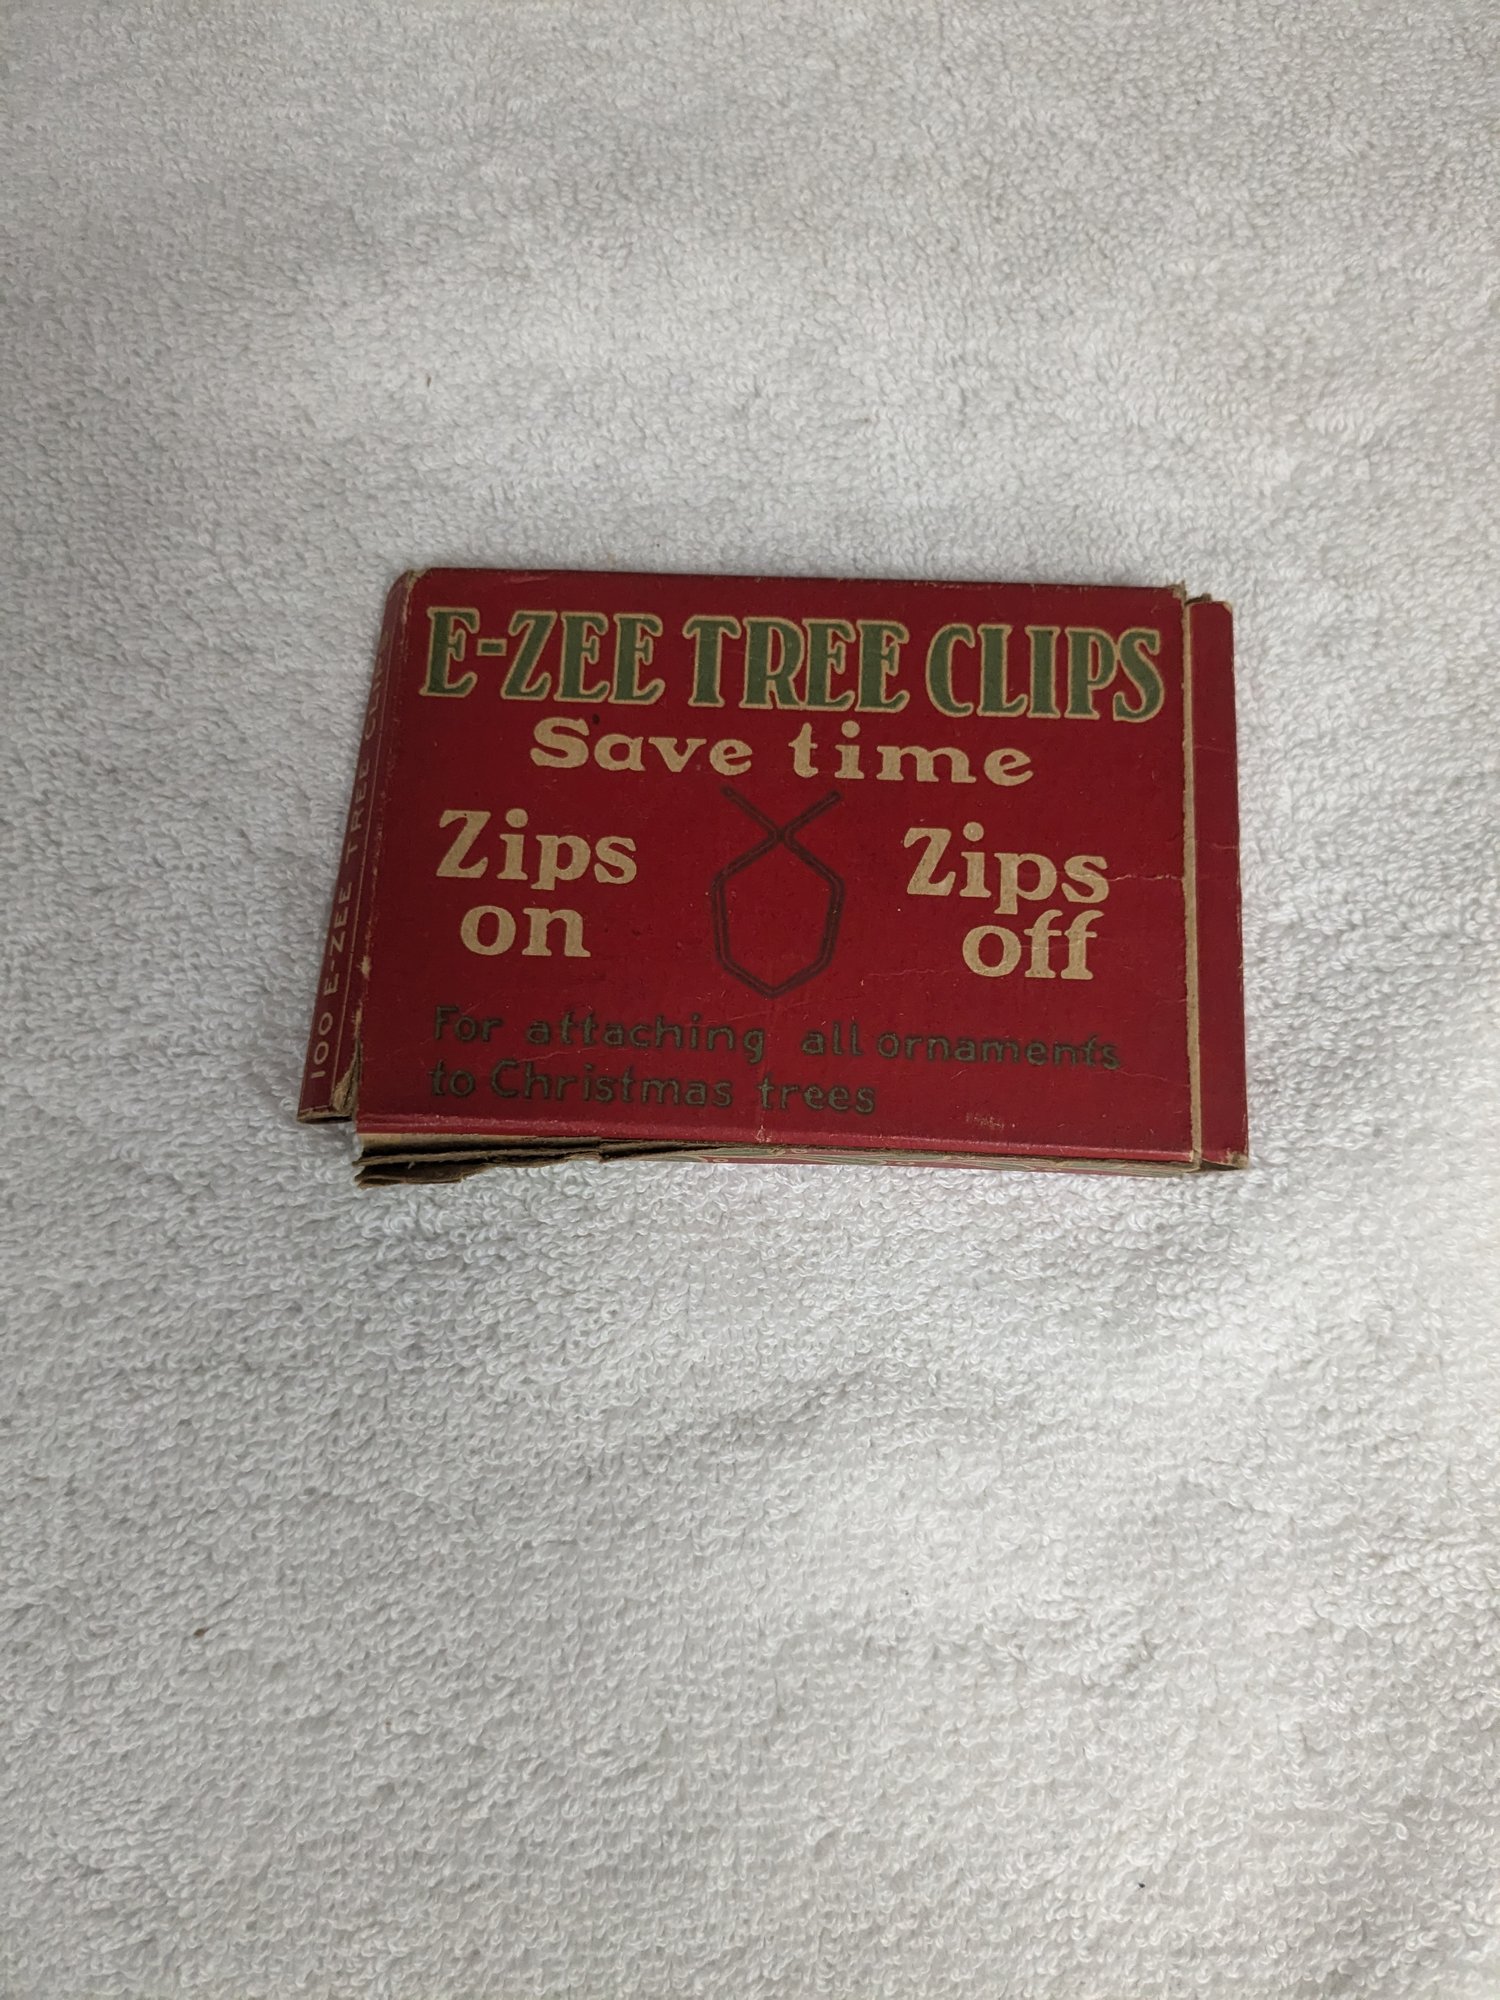 E-ZEE TREE CLIPS
Save time
Zips
on
Zips
off
For attaching all ornaments
to Christmas trees
100 E-ZEE TREE CLI